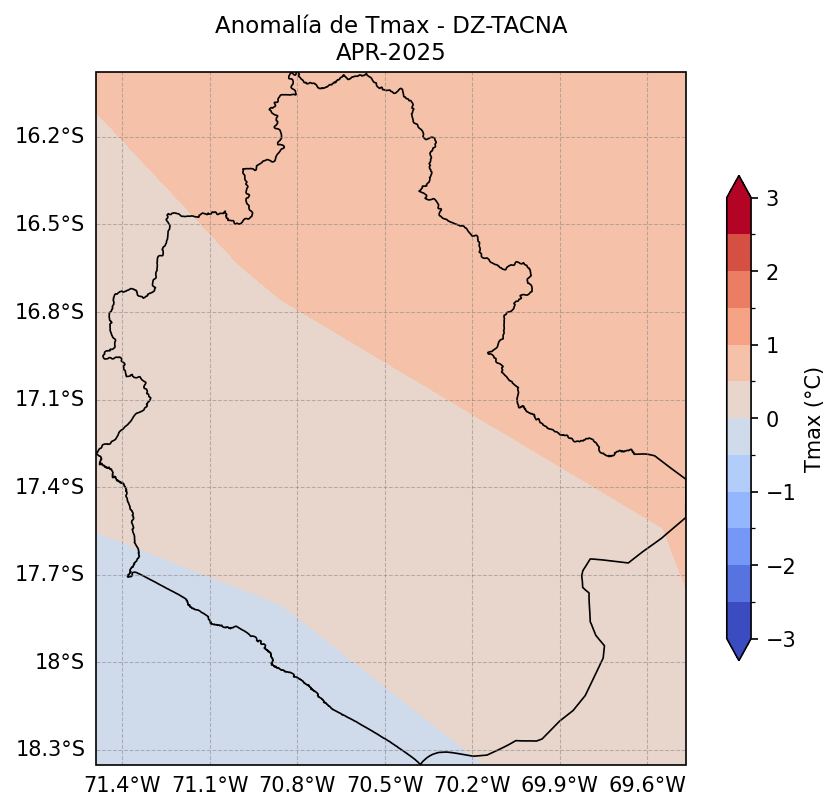 Anomalía de Tmax - DZ-TACNA
APR-2025
16.2°S
16.5°S
16.8°S
17.1°S
17.4°S
17.7°S
18°S
18.3°S
71.4°W 71.1°W 70.8°W 70.5°W 70.2°W 69.9°W 69.6°W
3
2
1
0
−1
−2
−3
Tmax (°C)